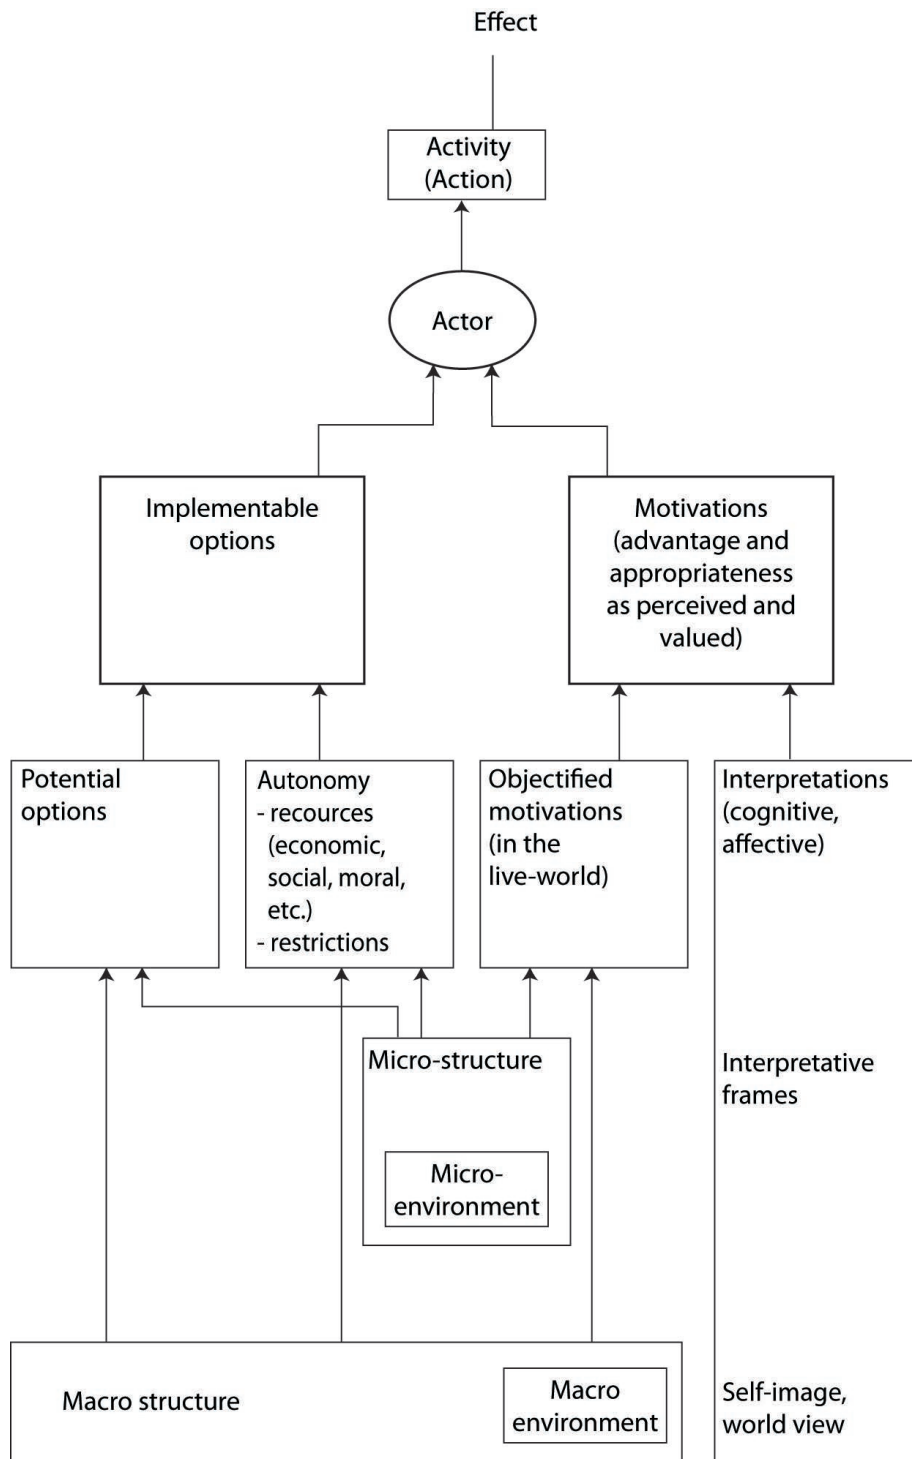 Effect
Activity
(Action)
Actor
Implementable
options
Motivations
(advantage and
appropriateness
as perceived and
valued)
Potential
options
Autonomy
- recources
(economic,
social, moral,
etc.)
- restrictions
Objectified
motivations
(in the
live-world)
Interpretations
(cognitive,
affective)
Micro-structure
Micro-
environment
Interpretative
frames
Macro structure
Macro
environment
Self-image,
world view